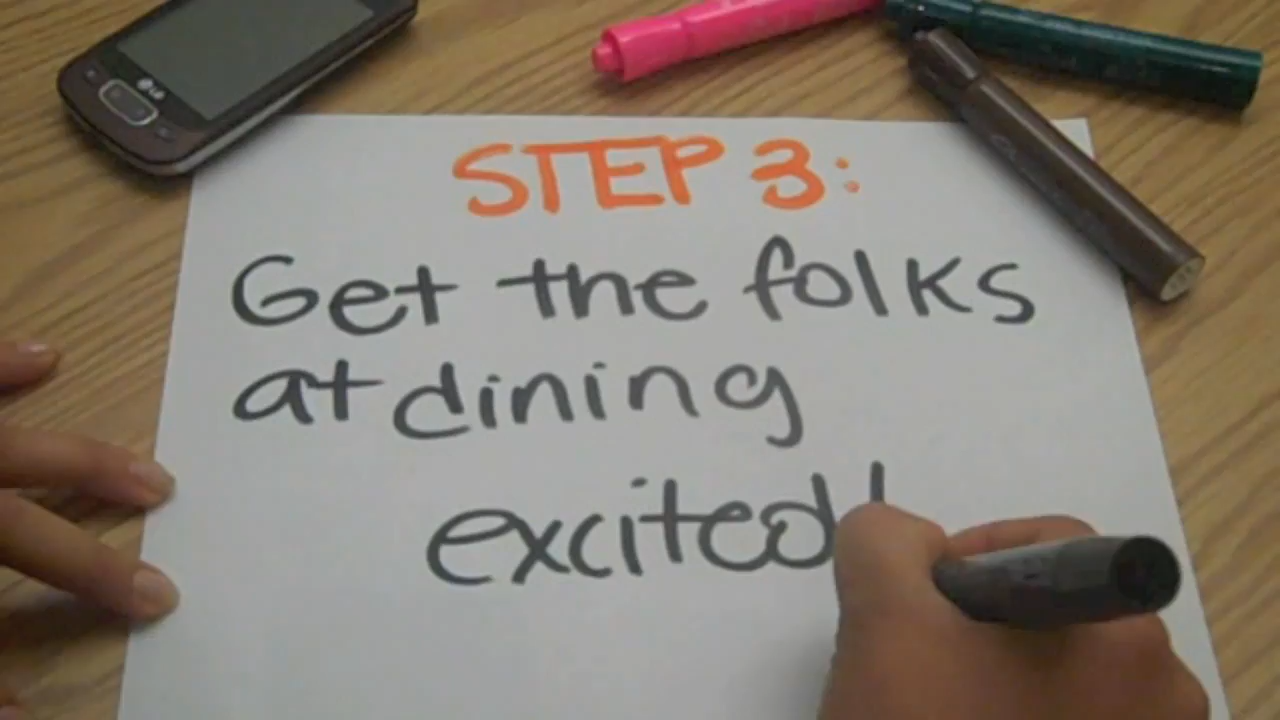 LG
STEP 3:
Get the folks
at dining
excited!